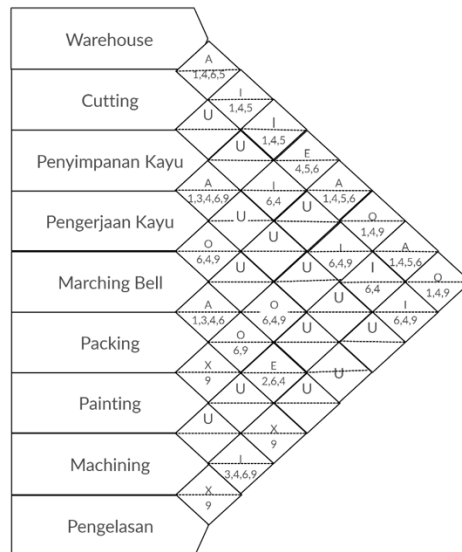 Warehouse
A
1,4,6,5
I
Cutting
1,4,5
U
I
1,4,5
U
E
Penyimpanan Kayu
4,5,6
A I A
1,3,4,6,9 6,4 1,4,5,6
U
U O
Pengerjaan Kayu
1,4,9
U
O I A
6,4,9 6,4,9 1,4,5,6
U U I O
Marching Bell
6,4 1,4,9
U
A O I
1,3,4,6 6,4,9 6,4,9
U U
O
Packing
6,9
X E U
9 2,6,4
U U
Painting
U
X
9
I
Machining
3,4,6,9
X
9
Pengelasan